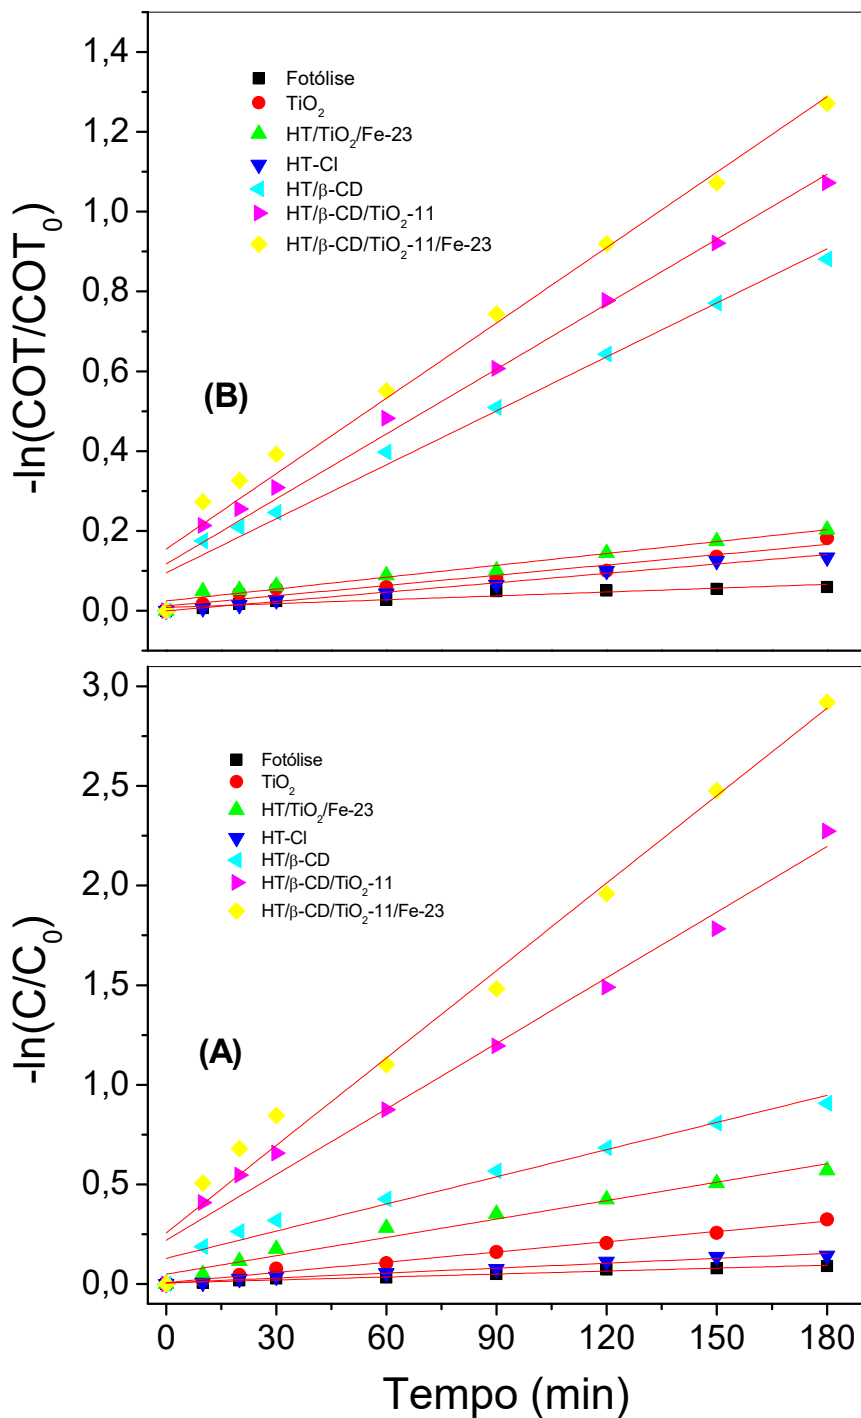 1,4
1,2
1,0
0,8
0,6
0,4
0,2
0,0
-ln(COT/COT₀)
Fotólise
TiO₂
HT/TiO₂/Fe-23
HT-Cl
HT/β-CD
HT/β-CD/TiO₂-11
HT/β-CD/TiO₂-11/Fe-23
(B)
3,0
2,5
2,0
1,5
1,0
0,5
0,0
-ln(C/C₀)
Fotólise
TiO₂
HT/TiO₂/Fe-23
HT-Cl
HT/β-CD
HT/β-CD/TiO₂-11
HT/β-CD/TiO₂-11/Fe-23
(A)
0 30 60 90 120 150 180
Tempo (min)